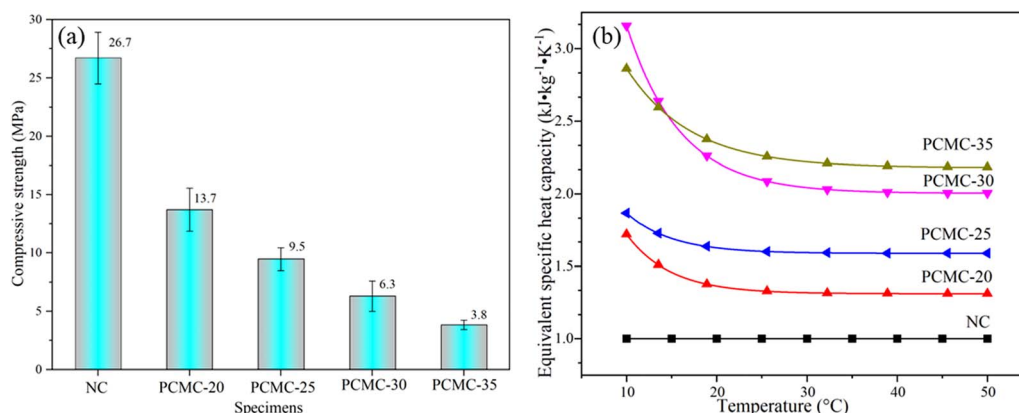 (a)
Compressive strength (MPa)
30
25
20
15
10
5
0
26.7
13.7
9.5
6.3
3.8
NC PCMC-20 PCMC-25 PCMC-30 PCMC-35
Specimens
(b)
Equivalent specific heat capacity (kJ•kg⁻¹•K⁻¹)
3.0
2.5
2.0
1.5
1.0
PCMC-35
PCMC-30
PCMC-25
PCMC-20
NC
10 20 30 40 50
Temperature (°C)